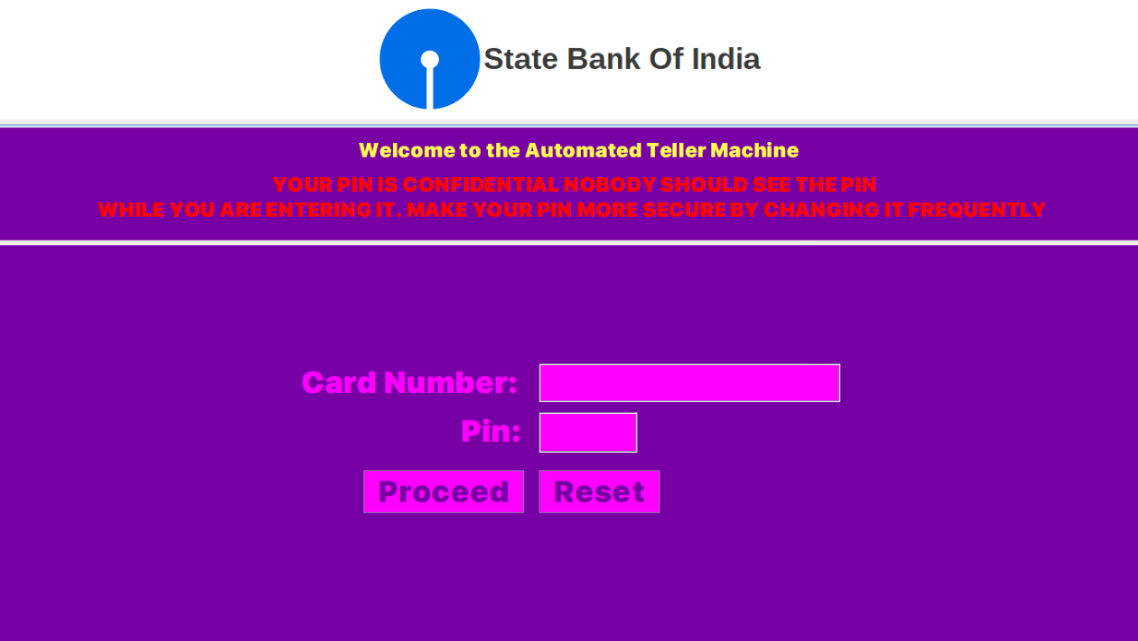 State Bank Of India
Welcome to the Automated Teller Machine
YOUR PIN IS CONFIDENTIAL NOBODY SHOULD SEE THE PIN
WHILE YOU ARE ENTERING IT. MAKE YOUR PIN MORE SECURE BY CHANGING IT FREQUENTLY
Card Number:
Pin:
Proceed Reset